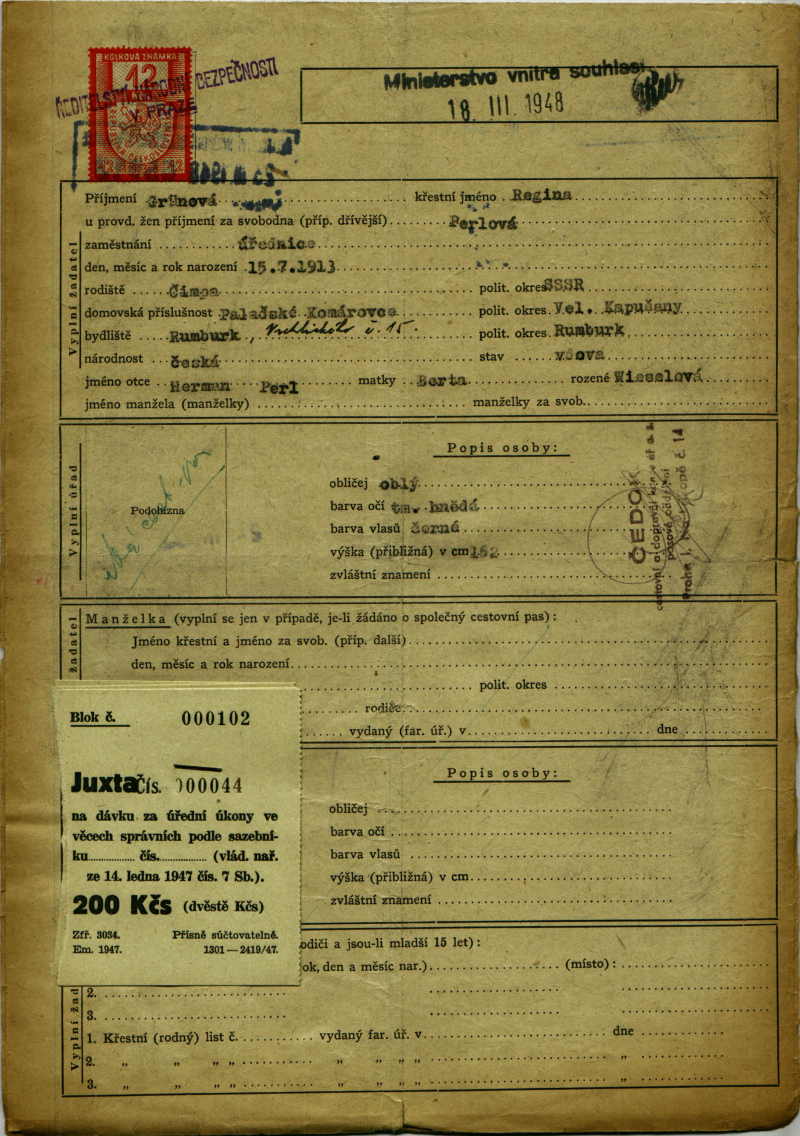 KOLKOVÁ ZNÁMKA
12
ŘEDITELSTVÍ NÁRODNÍ BEZPEČNOSTI
V PRAZE
Ministerstvo vnitra souhlasí
18. III. 1948
Vyplní žadatel
Příjmení Grünová křestní jméno Regina
u provd. žen příjmení za svobodna (příp. dřívější) Perlová
zaměstnání úřednice
den, měsíc a rok narození 15.7.1913
rodiště polit. okres SSSR
domovská příslušnost Komárovce polit. okres Vel. Kapušany
bydliště Rumburk, č. 15. polit. okres Rumburk
národnost česká stav vdova
jméno otce Herman Perl matky Berta rozené Wieselová
jméno manžela (manželky) manželky za svob.
Vyplní úřad
Podobizna
Popis osoby:
obličej oblý
barva očí tm. hnědá
barva vlasů černá
výška (přibližná) v cm 162
zvláštní znamení
ČEDOK
Manželka (vyplní se jen v případě, je-li žádáno o společný cestovní pas):
žadatel
Jméno křestní a jméno za svob. (příp. další)
den, měsíc a rok narození
polit. okres
rodiče
vydaný (far. úř.) v dne
Blok č. 000102
Juxta čís. 000044
na dávku za úřední úkony ve
věcech správních podle sazební-
ku čís. (vlád. nař.
ze 14. ledna 1947 čís. 7 Sb.).
200 Kčs (dvěstě Kčs)
Zfř. 3034. Přísně súčtovatelné.
Em. 1947. 1301—2419/47.
Popis osoby:
obličej
barva očí
barva vlasů
výška (přibližná) v cm
zvláštní znamení
odiči a jsou-li mladší 15 let):
ok, den a měsíc nar.) (místo):
Vyplní žad
2.
3.
1. Křestní (rodný) list č. vydaný far. úř. v dne
2. „ „ „ „ „ „ „ „ „
3. „ „ „ „ „ „ „ „ „